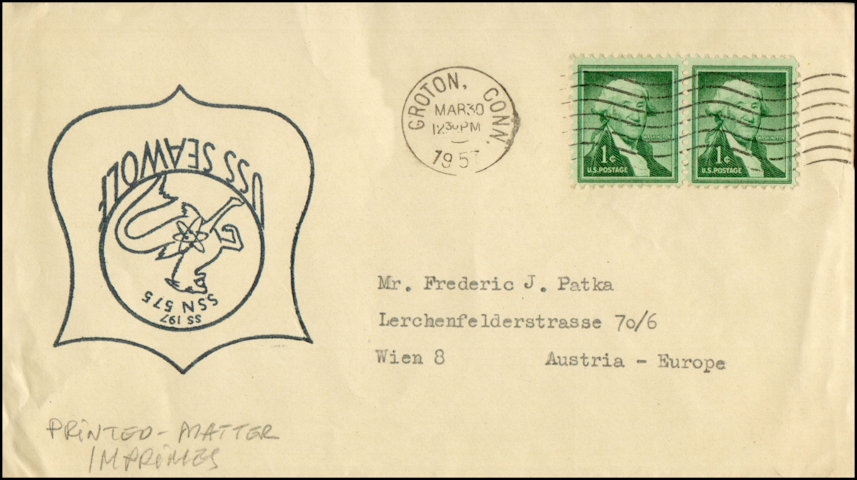 GROTON, CONN.
MAR 30
12 30 PM
1957
1¢
U.S. POSTAGE
1¢
U.S. POSTAGE
USS SEAWOLF
SSN 575
SS 197
Mr. Frederic J. Patka
Lerchenfelderstrasse 7o/6
Wien 8 Austria - Europe
PRINTED-MATTER
IMPRIMES